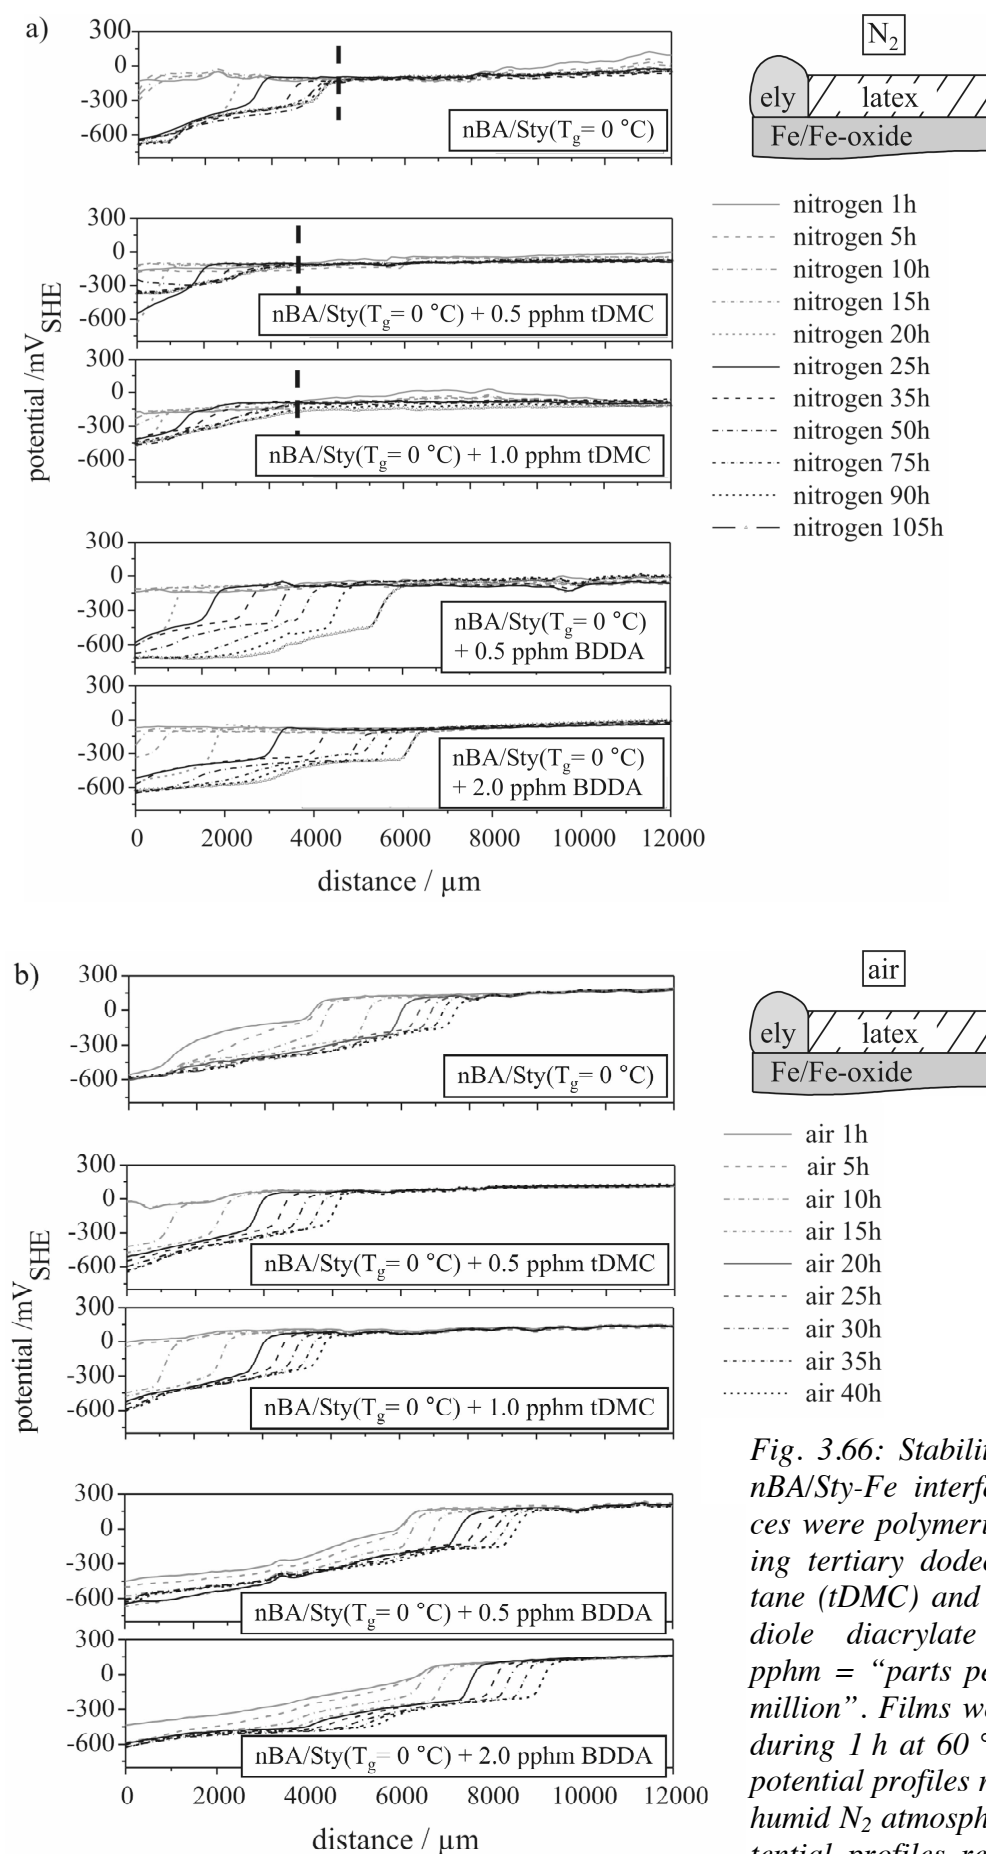 a)
300
0
-300
-600
nBA/Sty(Tg= 0 °C)
300
0
-300
-600
nBA/Sty(Tg= 0 °C) + 0.5 pphm tDMC
300
0
-300
-600
nBA/Sty(Tg= 0 °C) + 1.0 pphm tDMC
300
0
-300
-600
nBA/Sty(Tg= 0 °C)
+ 0.5 pphm BDDA
300
0
-300
-600
nBA/Sty(Tg= 0 °C)
+ 2.0 pphm BDDA
potential /mVSHE
0 2000 4000 6000 8000 10000 12000
distance / µm
N2
ely latex
Fe/Fe-oxide
nitrogen 1h
nitrogen 5h
nitrogen 10h
nitrogen 15h
nitrogen 20h
nitrogen 25h
nitrogen 35h
nitrogen 50h
nitrogen 75h
nitrogen 90h
nitrogen 105h
b)
300
0
-300
-600
nBA/Sty(Tg= 0 °C)
300
0
-300
-600
nBA/Sty(Tg= 0 °C) + 0.5 pphm tDMC
300
0
-300
-600
nBA/Sty(Tg= 0 °C) + 1.0 pphm tDMC
300
0
-300
-600
nBA/Sty(Tg= 0 °C) + 0.5 pphm BDDA
300
0
-300
-600
nBA/Sty(Tg= 0 °C) + 2.0 pphm BDDA
potential /mVSHE
0 2000 4000 6000 8000 10000 12000
distance / µm
air
ely latex
Fe/Fe-oxide
air 1h
air 5h
air 10h
air 15h
air 20h
air 25h
air 30h
air 35h
air 40h
Fig. 3.66: Stabilit
nBA/Sty-Fe interfa
ces were polymeri
ing tertiary dodec
tane (tDMC) and
diole diacrylate
pphm = “parts pe
million”. Films we
during 1 h at 60 °
potential profiles r
humid N2 atmosph
tential profiles re